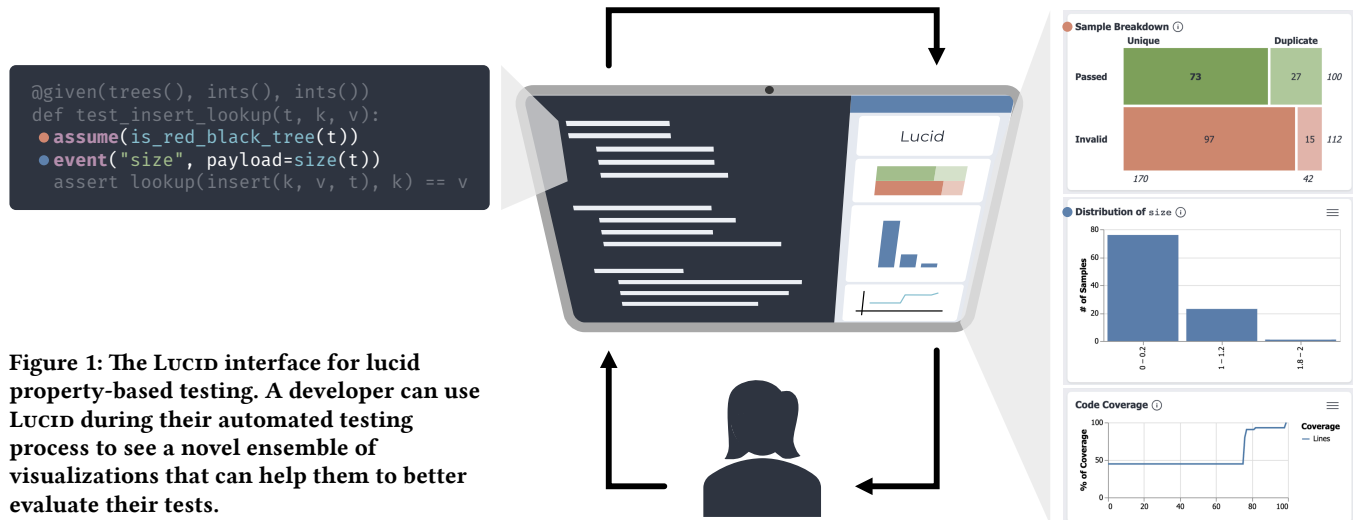 @given(trees(), ints(), ints())
def test_insert_lookup(t, k, v):
assume(is_red_black_tree(t))
event("size", payload=size(t))
assert lookup(insert(k, v, t), k) == v
Figure 1: The LUCID interface for lucid
property-based testing. A developer can use
LUCID during their automated testing
process to see a novel ensemble of
visualizations that can help them to better
evaluate their tests.
Lucid
Sample Breakdown
Unique Duplicate
Passed 73 27 100
Invalid 97 15 112
170 42
Distribution of size
# of Samples
80
60
40
20
0
0 – 0.2
1 – 1.2
1.8 – 2
Code Coverage
% of Coverage
100
50
0
0 20 40 60 80 100
Coverage
Lines